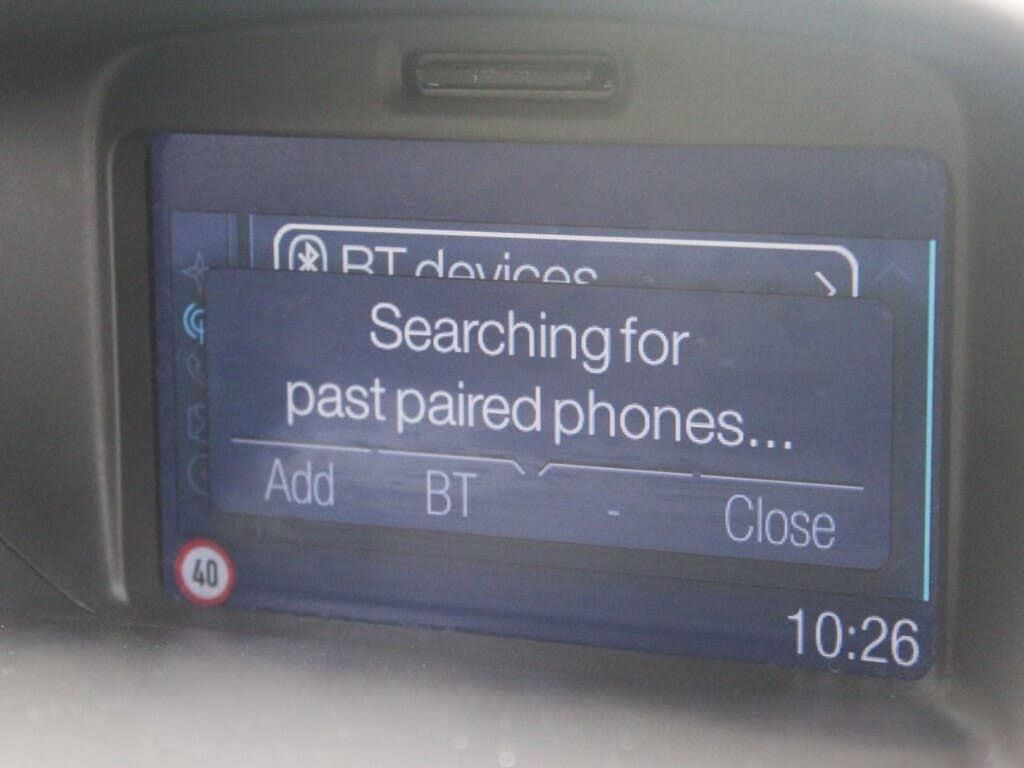 BT devices
Searching for
past paired phones...
Add BT - Close
40
10:26